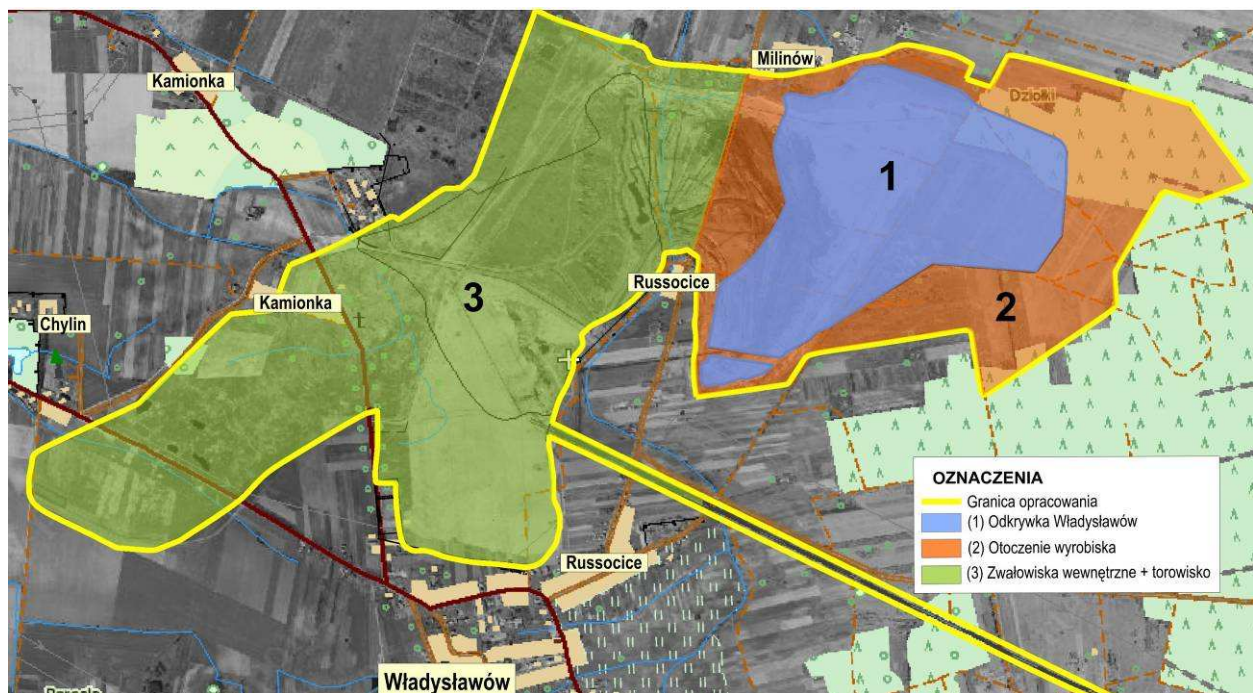 Kamionka
Milinów
Dziołki
1
Russocice
3
Kamionka
2
Chylin
OZNACZENIA
Granica opracowania
(1) Odkrywka Władysławów
(2) Otoczenie wyrobiska
(3) Zwałowiska wewnętrzne + torowisko
Russocice
Władysławów